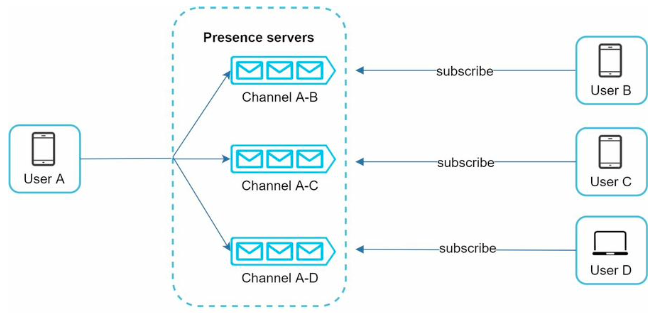 Presence servers
Channel A-B
subscribe
User B
User A
Channel A-C
subscribe
User C
Channel A-D
subscribe
User D